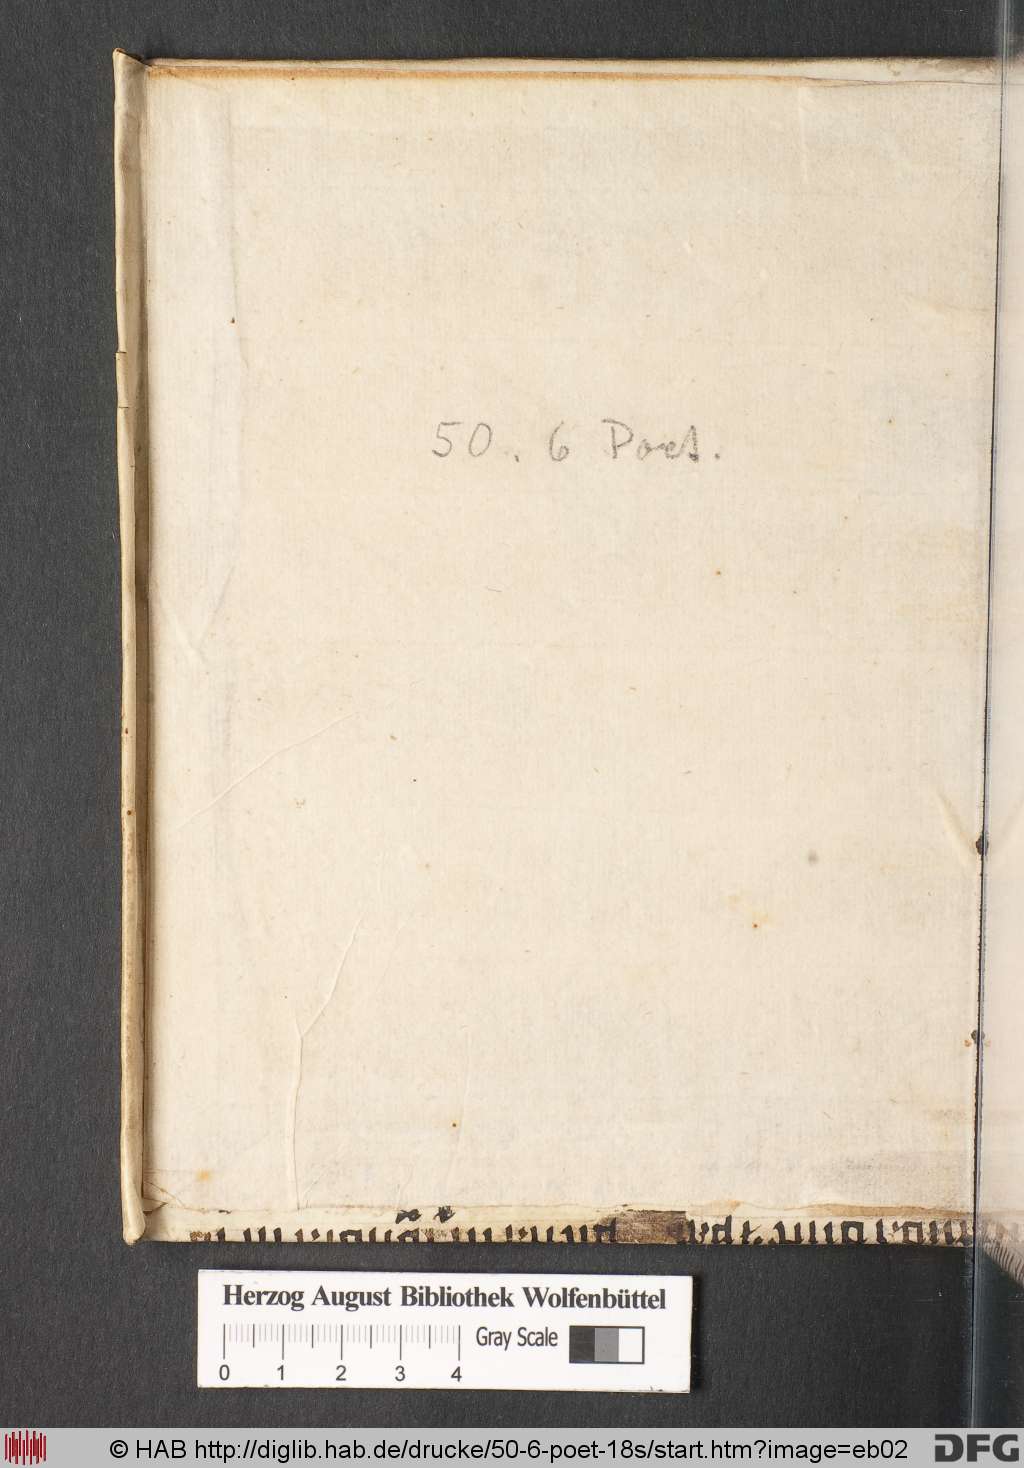 50. 6 Poet.
Herzog August Bibliothek Wolfenbüttel
Gray Scale
0 1 2 3 4
© HAB http://diglib.hab.de/drucke/50-6-poet-18s/start.htm?image=eb02
DFG